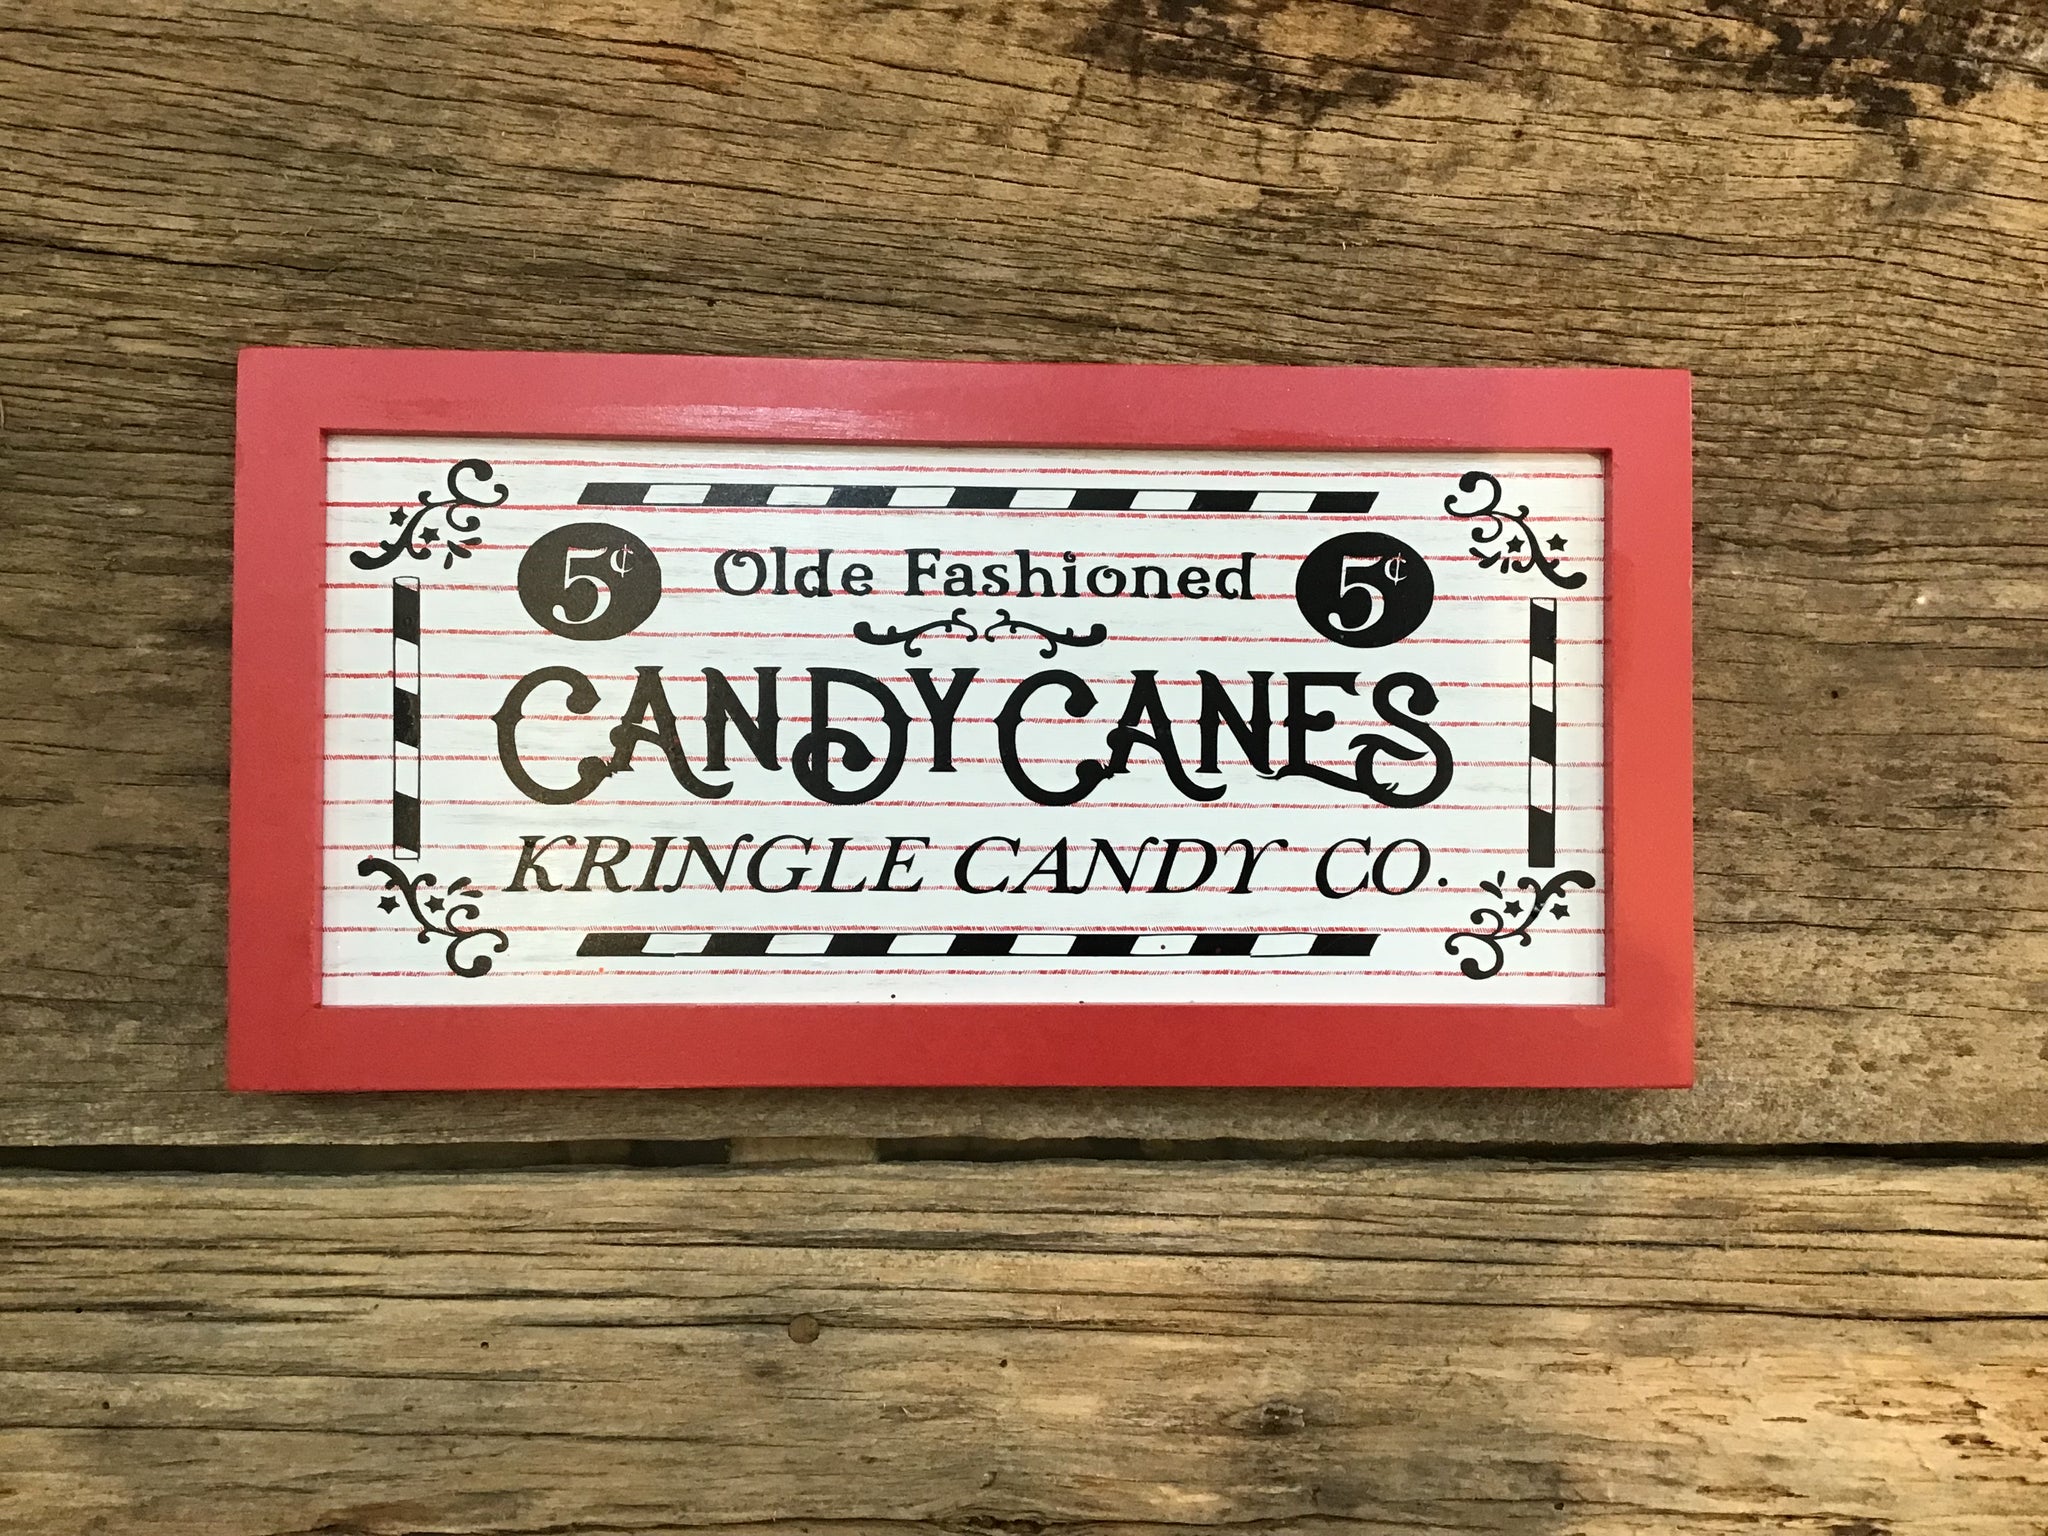 5¢ Olde Fashioned 5¢
CANDY CANES
KRINGLE CANDY CO.